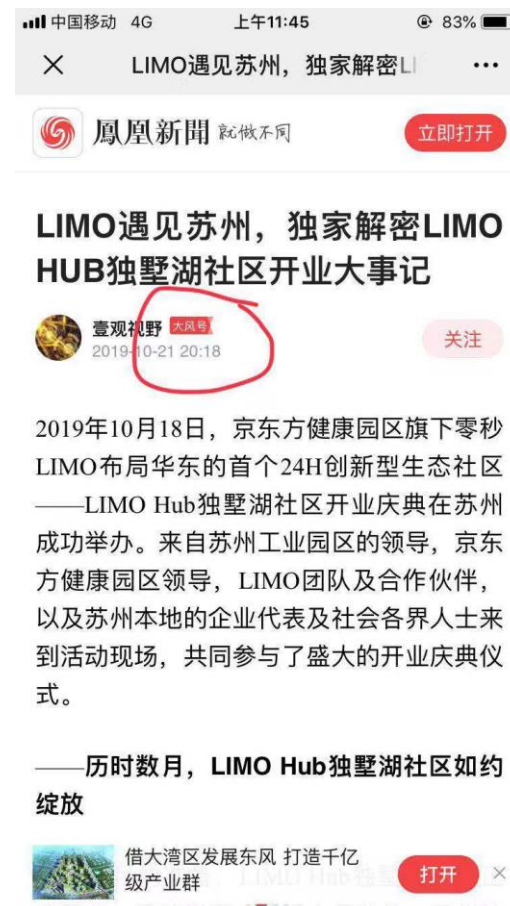 中国移动 4G 上午11:45 83%
LIMO遇见苏州，独家解密LI
鳳凰新聞 就做不同 立即打开
LIMO遇见苏州，独家解密LIMO
HUB独墅湖社区开业大事记
壹观视野 大风号
2019-10-21 20:18
关注
2019年10月18日，京东方健康园区旗下零秒
LIMO布局华东的首个24H创新型生态社区
——LIMO Hub独墅湖社区开业庆典在苏州
成功举办。来自苏州工业园区的领导，京东
方健康园区领导，LIMO团队及合作伙伴，
以及苏州本地的企业代表及社会各界人士来
到活动现场，共同参与了盛大的开业庆典仪
式。
——历时数月，LIMO Hub独墅湖社区如约
绽放
借大湾区发展东风 打造千亿
级产业群
打开